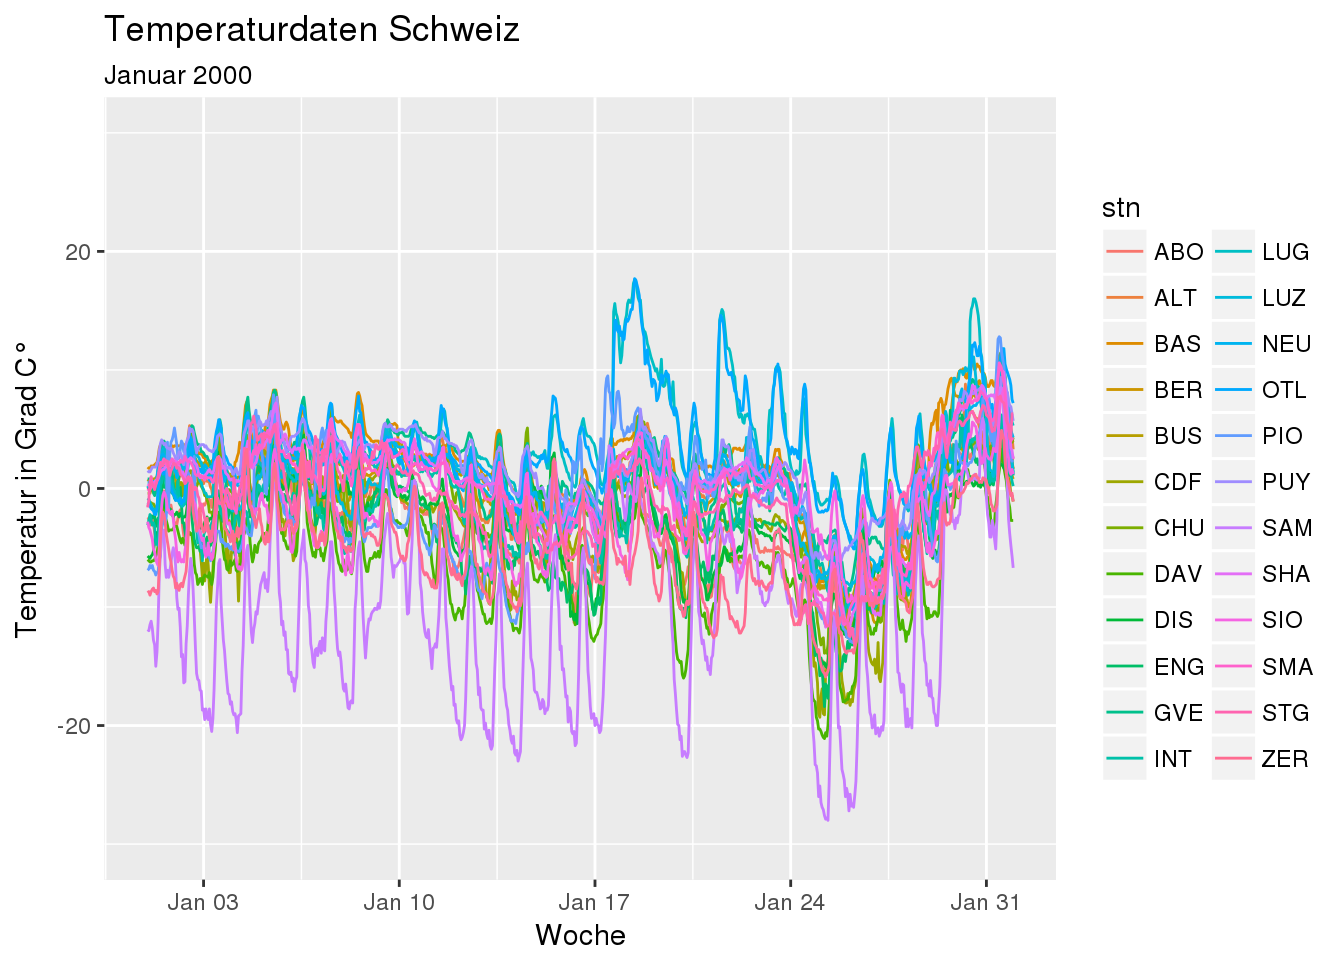 Temperaturdaten Schweiz
Januar 2000
Temperatur in Grad C°
20
0
-20
Jan 03
Jan 10
Jan 17
Jan 24
Jan 31
Woche
stn
ABO
ALT
BAS
BER
BUS
CDF
CHU
DAV
DIS
ENG
GVE
INT
LUG
LUZ
NEU
OTL
PIO
PUY
SAM
SHA
SIO
SMA
STG
ZER